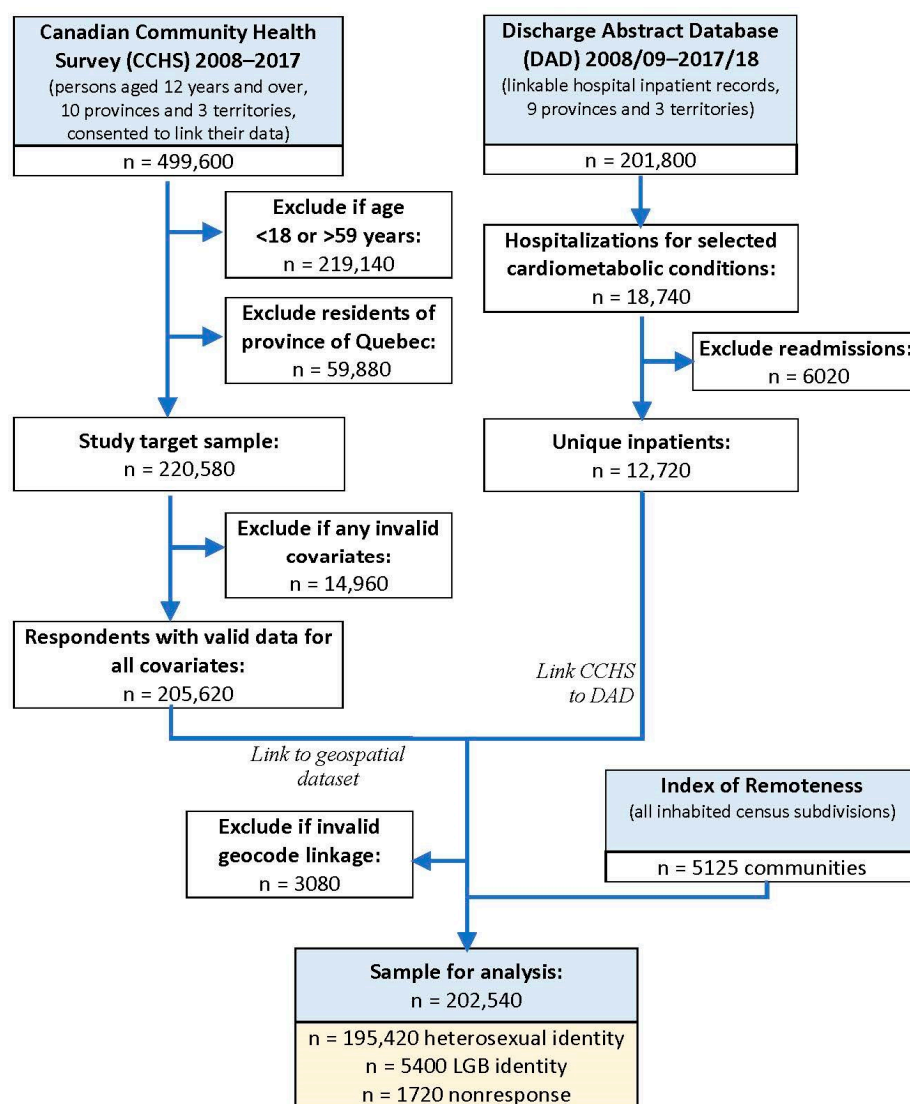 Canadian Community Health
Survey (CCHS) 2008–2017
(persons aged 12 years and over,
10 provinces and 3 territories,
consented to link their data)
n = 499,600
Exclude if age
<18 or >59 years:
n = 219,140
Exclude residents of
province of Quebec:
n = 59,880
Study target sample:
n = 220,580
Exclude if any invalid
covariates:
n = 14,960
Respondents with valid data for
all covariates:
n = 205,620
Discharge Abstract Database
(DAD) 2008/09–2017/18
(linkable hospital inpatient records,
9 provinces and 3 territories)
n = 201,800
Hospitalizations for selected
cardiometabolic conditions:
n = 18,740
Exclude readmissions:
n = 6020
Unique inpatients:
n = 12,720
Link CCHS
to DAD
Link to geospatial
dataset
Index of Remoteness
(all inhabited census subdivisions)
n = 5125 communities
Exclude if invalid
geocode linkage:
n = 3080
Sample for analysis:
n = 202,540
n = 195,420 heterosexual identity
n = 5400 LGB identity
n = 1720 nonresponse